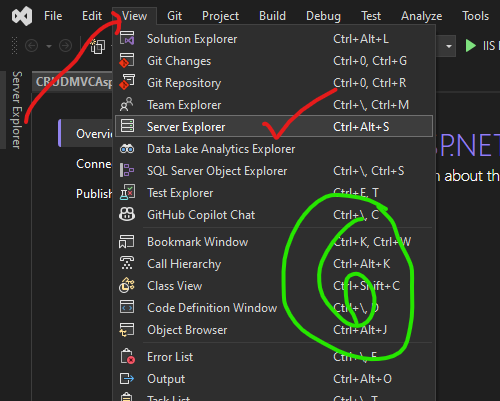 File Edit View Git Project Build Debug Test Analyze Tools
IIS
Server Explorer
CRUDMVCAsp
Solution Explorer Ctrl+Alt+L
Git Changes Ctrl+0, Ctrl+G
Git Repository Ctrl+0, Ctrl+R
Team Explorer Ctrl+\, Ctrl+M
Server Explorer Ctrl+Alt+S
Data Lake Analytics Explorer
SQL Server Object Explorer Ctrl+\, Ctrl+S
Test Explorer Ctrl+E, T
GitHub Copilot Chat Ctrl+\, C
Bookmark Window Ctrl+K, Ctrl+W
Call Hierarchy Ctrl+Alt+K
Class View Ctrl+Shift+C
Code Definition Window Ctrl+\, D
Object Browser Ctrl+Alt+J
Error List Ctrl+\, E
Output Ctrl+Alt+O
Task List Ctrl+\, T
Overvie
Conne
Publish
SP.NET
n about th